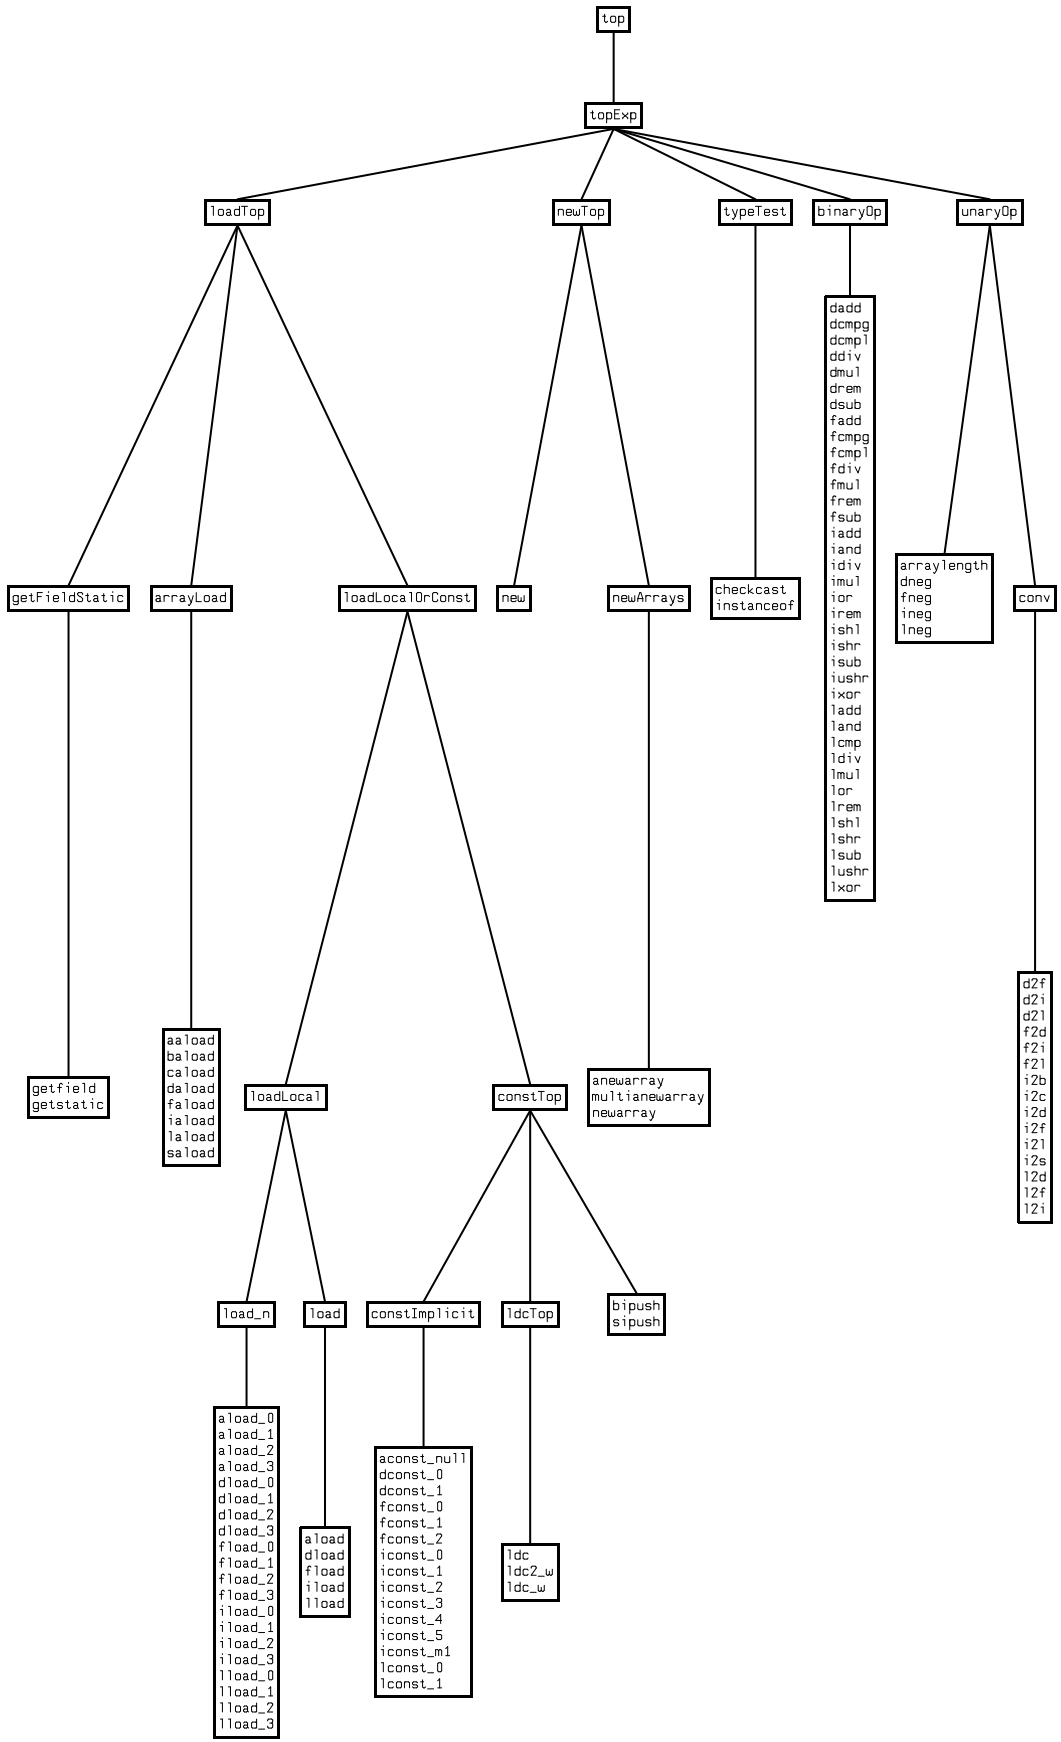 top
topExp
loadTop
newTop
typeTest
binaryOp
unaryOp
dadd
dcmpg
dcmpl
ddiv
dmul
drem
dsub
fadd
fcmpg
fcmpl
fdiv
fmul
frem
fsub
iadd
iand
idiv
imul
ior
irem
ishl
ishr
isub
iushr
ixor
ladd
land
lcmp
ldiv
lmul
lor
lrem
lshl
lshr
lsub
lushr
lxor
getFieldStatic
arrayLoad
loadLocalOrConst
new
newArrays
checkcast
instanceof
arraylength
dneg
fneg
ineg
lneg
conv
d2f
d2i
d2l
f2d
f2i
f2l
i2b
i2c
i2d
i2f
i2l
i2s
l2d
l2f
l2i
getfield
getstatic
aaload
baload
caload
daload
faload
iaload
laload
saload
loadLocal
constTop
anewarray
multianewarray
newarray
load_n
load
constImplicit
ldcTop
bipush
sipush
aload_0
aload_1
aload_2
aload_3
dload_0
dload_1
dload_2
dload_3
fload_0
fload_1
fload_2
fload_3
iload_0
iload_1
iload_2
iload_3
lload_0
lload_1
lload_2
lload_3
aload
dload
fload
iload
lload
aconst_null
dconst_0
dconst_1
fconst_0
fconst_1
fconst_2
iconst_0
iconst_1
iconst_2
iconst_3
iconst_4
iconst_5
iconst_m1
lconst_0
lconst_1
ldc
ldc2_w
ldc_w